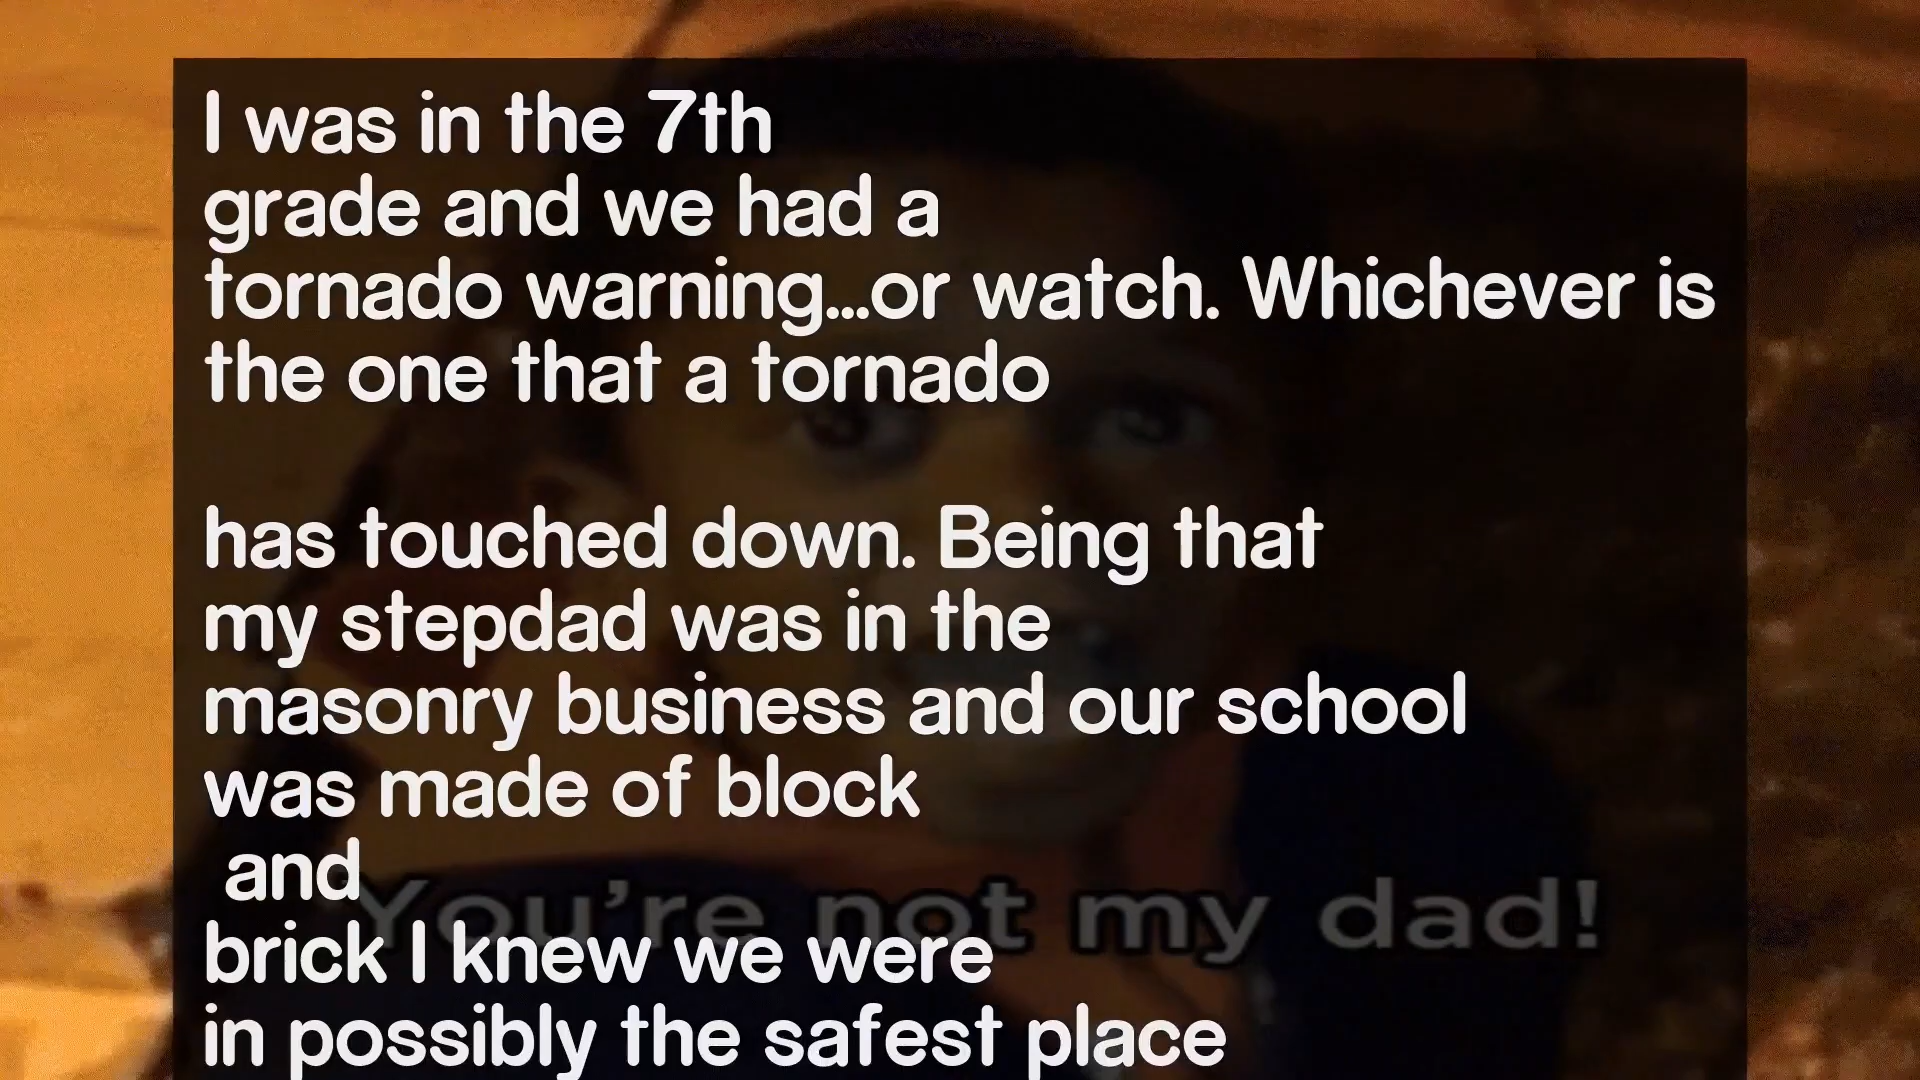 I was in the 7th
grade and we had a
tornado warning...or watch. Whichever is
the one that a tornado
has touched down. Being that
my stepdad was in the
masonry business and our school
was made of block
and
You're not my dad!
brick I knew we were
in possibly the safest place